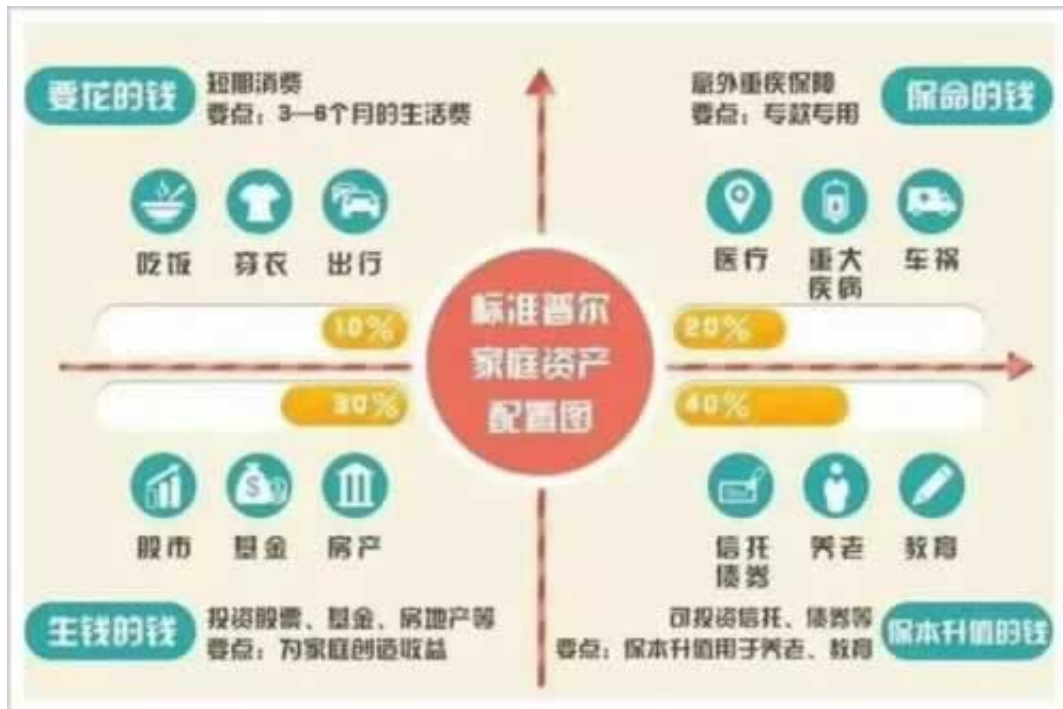 要花的钱
短期消费
要点：3—6个月的生活费
意外重疾保障
要点：专款专用
保命的钱
吃饭
穿衣
出行
医疗
重大
疾病
车祸
10%
20%
标准普尔
家庭资产
配置图
30%
40%
股市
基金
房产
信托
债券
养老
教育
生钱的钱
投资股票、基金、房地产等
要点：为家庭创造收益
可投资信托、债券等
要点：保本升值用于养老、教育
保本升值的钱